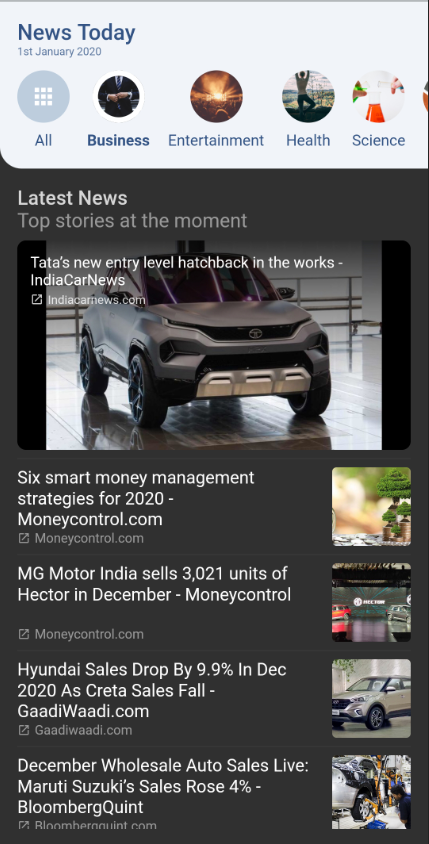 News Today
1st January 2020
All
Business
Entertainment
Health
Science
Latest News
Top stories at the moment
Tata's new entry level hatchback in the works -
IndiaCarNews
Indiacarnews.com
Six smart money management
strategies for 2020 -
Moneycontrol.com
Moneycontrol.com
MG Motor India sells 3,021 units of
Hector in December - Moneycontrol
HECTOR
Moneycontrol.com
Hyundai Sales Drop By 9.9% In Dec
2020 As Creta Sales Fall -
GaadiWaadi.com
Gaadiwaadi.com
December Wholesale Auto Sales Live:
Maruti Suzuki's Sales Rose 4% -
BloombergQuint
Bloombergquint.com